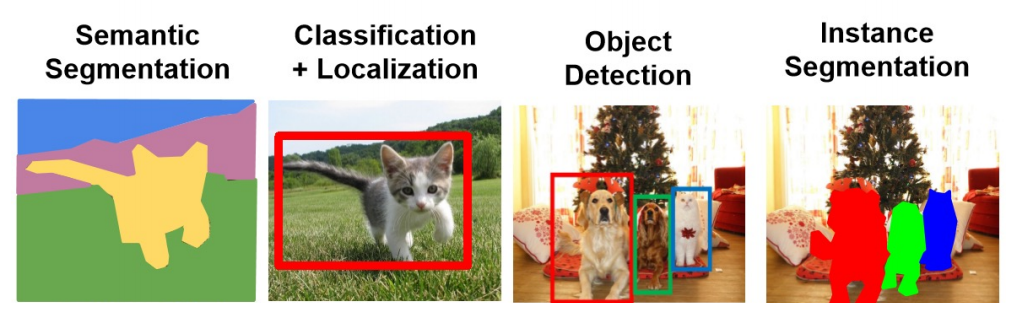 Semantic
Segmentation
Classification
+ Localization
Object
Detection
Instance
Segmentation